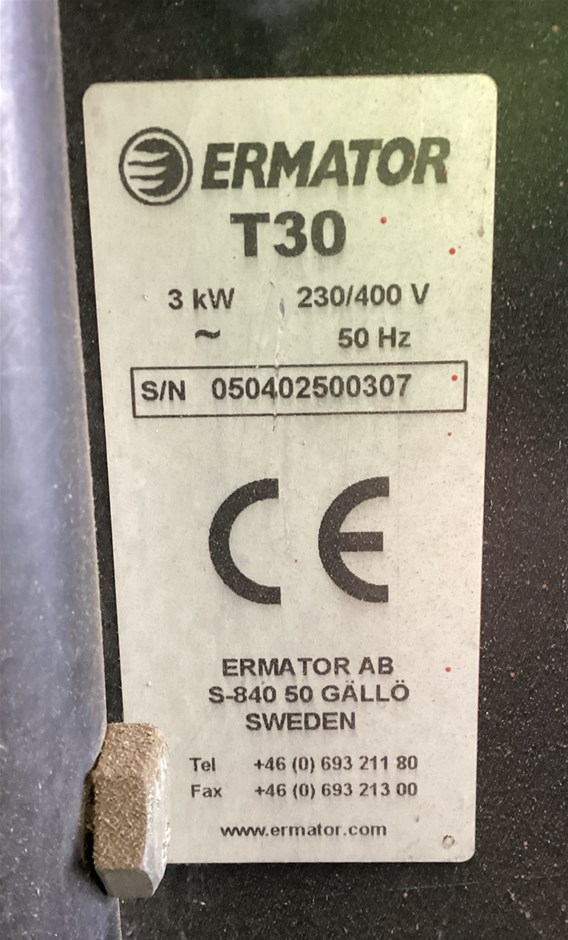 ERMATOR
T30
3 kW 230/400 V
~ 50 Hz
S/N 050402500307
CE
ERMATOR AB
S-840 50 GÄLLÖ
SWEDEN
Tel +46 (0) 693 211 80
Fax +46 (0) 693 213 00
www.ermator.com